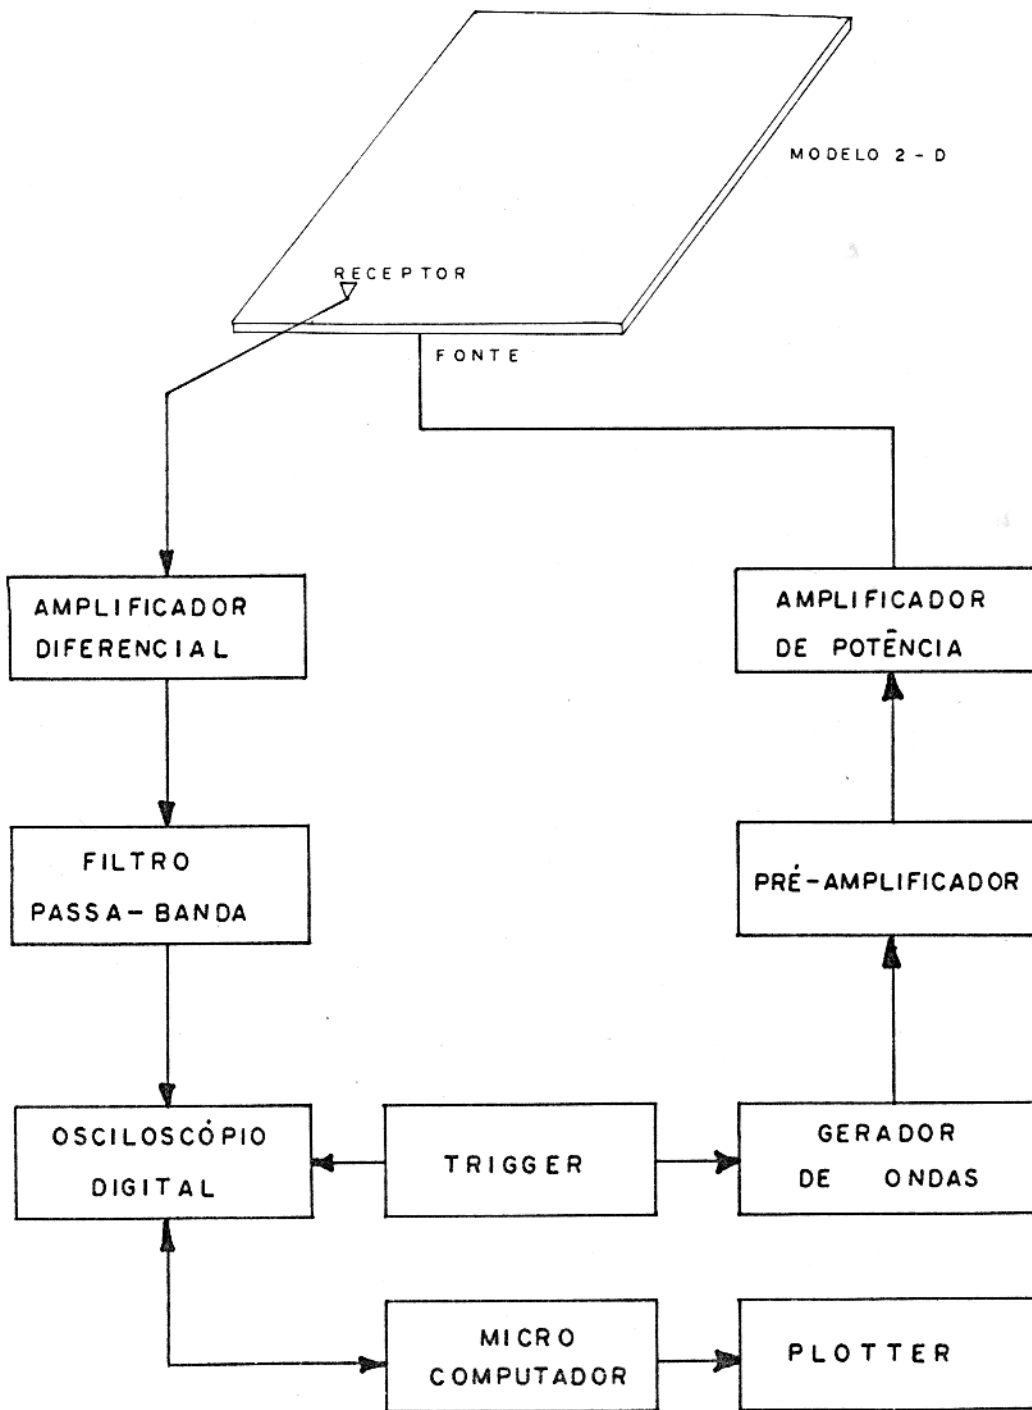 MODELO 2-D
RECEPTOR
FONTE
AMPLIFICADOR
DIFERENCIAL
AMPLIFICADOR
DE POTÊNCIA
FILTRO
PASSA-BANDA
PRÉ-AMPLIFICADOR
OSCILOSCÓPIO
DIGITAL
TRIGGER
GERADOR
DE ONDAS
MICRO
COMPUTADOR
PLOTTER